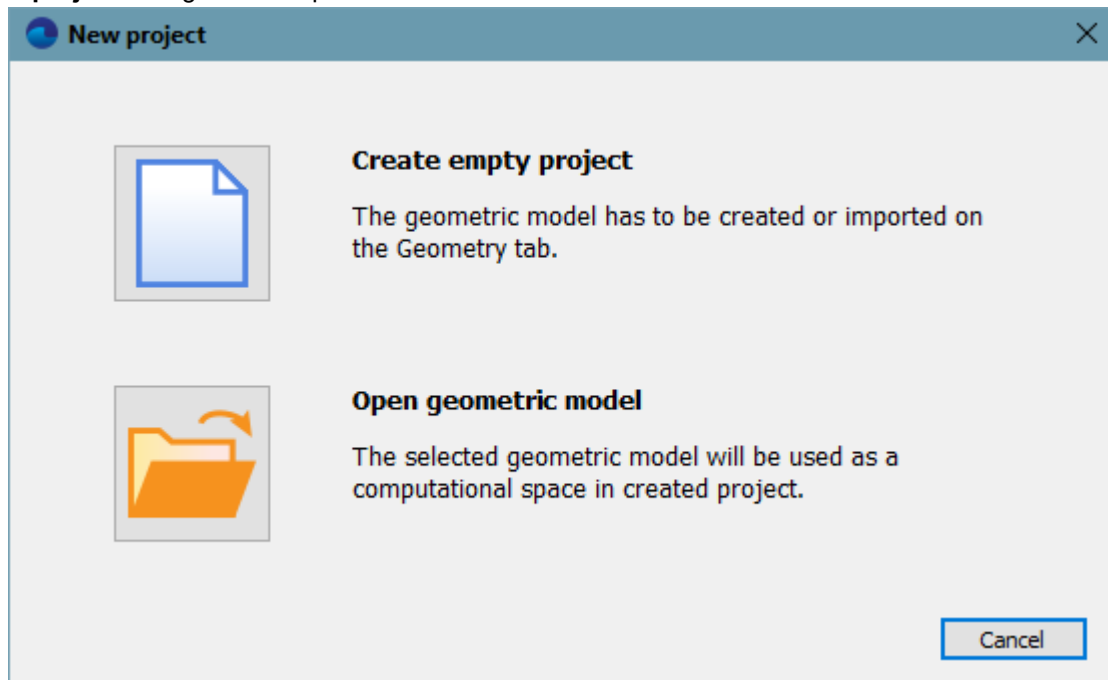 New project
Create empty project
The geometric model has to be created or imported on
the Geometry tab.
Open geometric model
The selected geometric model will be used as a
computational space in created project.
Cancel